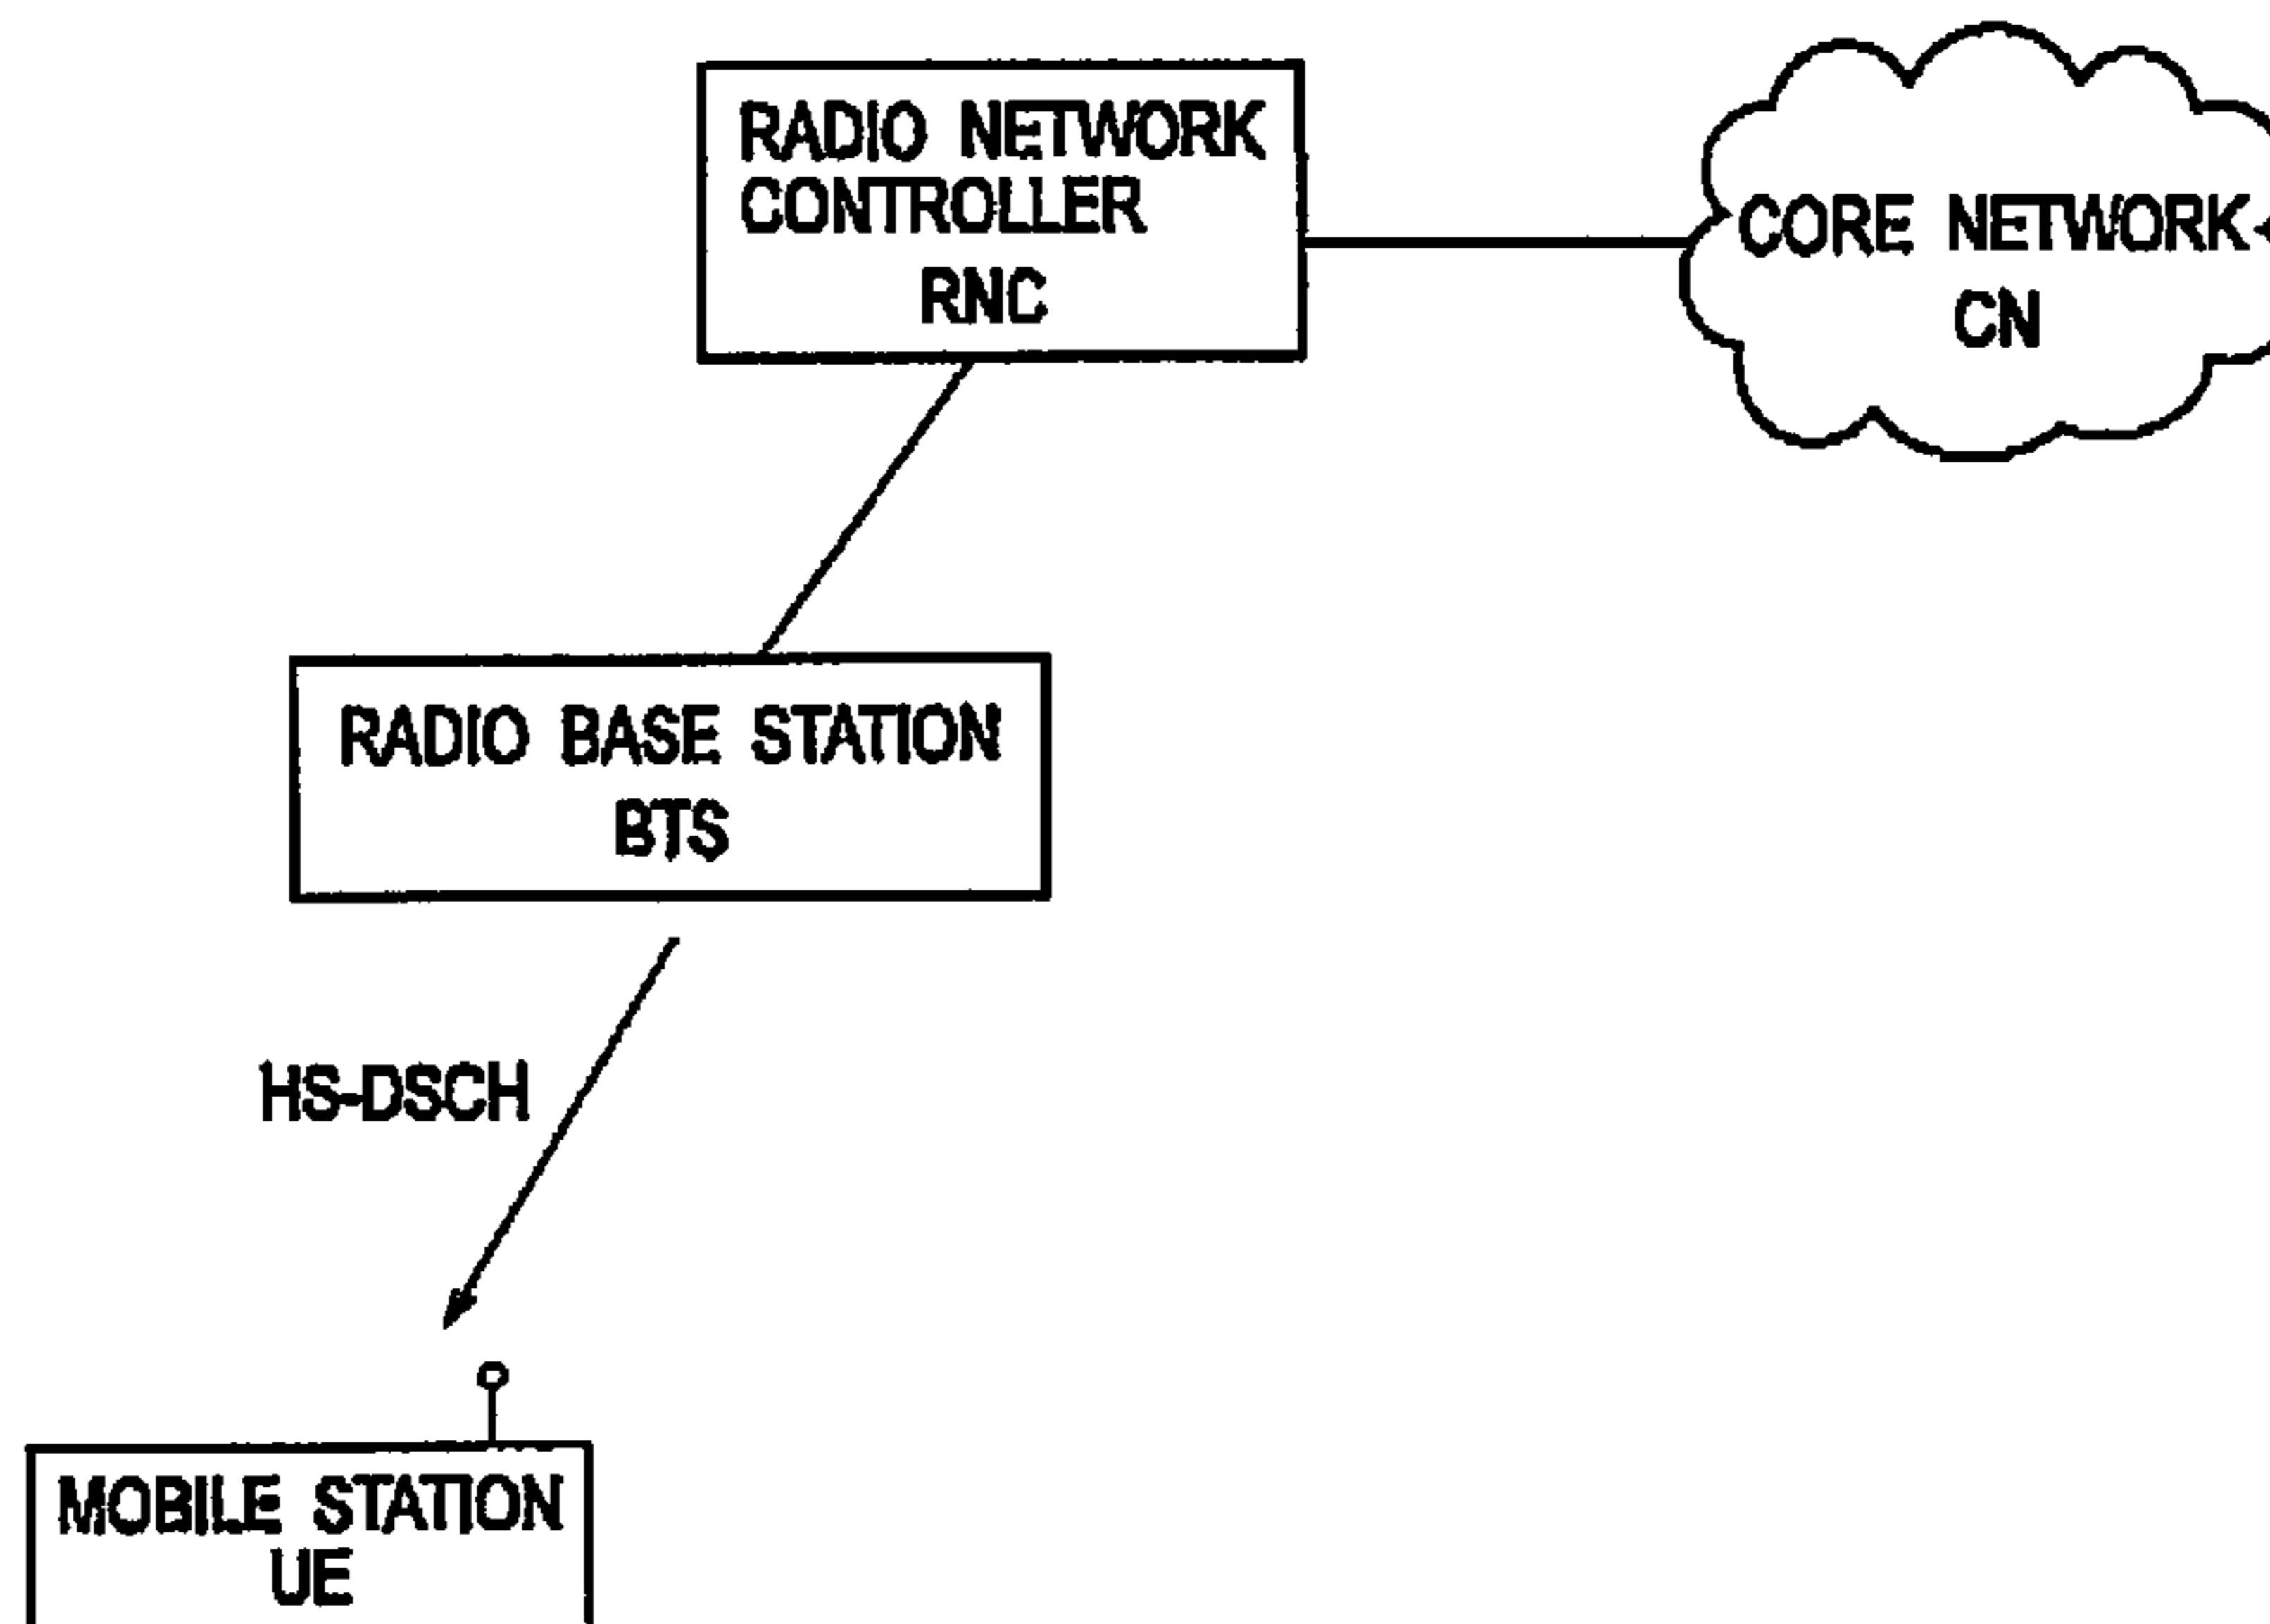 RADIO NETWORK
CONTROLLER
RNC
CORE NETWORK
CN
RADIO BASE STATION
BTS
HS-DSCH
MOBILE STATION
UE